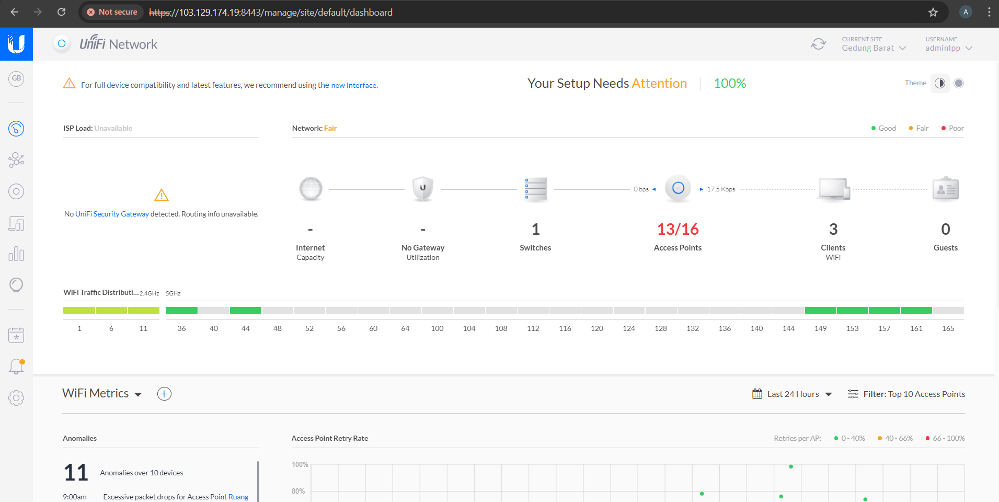 Not secure https://103.129.174.19:8443/manage/site/default/dashboard A
U UniFi Network
CURRENT SITE
Gedung Barat
USERNAME
adminlpp
GB
For full device compatibility and latest features, we recommend using the new interface.
Your Setup Needs Attention 100%
Theme
ISP Load: Unavailable
Network: Fair
Good Fair Poor
No UniFi Security Gateway detected. Routing info unavailable.
U
0 bps 17.5 Kbps
- - 1 13/16 3 0
Internet No Gateway Switches Access Points Clients Guests
Capacity Utilization WiFi
WiFi Traffic Distributi... 2.4GHz 5GHz
1 6 11 36 40 44 48 52 56 60 64 100 104 108 112 116 120 124 128 132 136 140 144 149 153 157 161 165
WiFi Metrics
Last 24 Hours
Filter: Top 10 Access Points
Anomalies
11 Anomalies over 10 devices
9:00am Excessive packet drops for Access Point Ruang
Access Point Retry Rate
Retries per AP: 0 - 40% 40 - 66% 66 - 100%
100%
80%